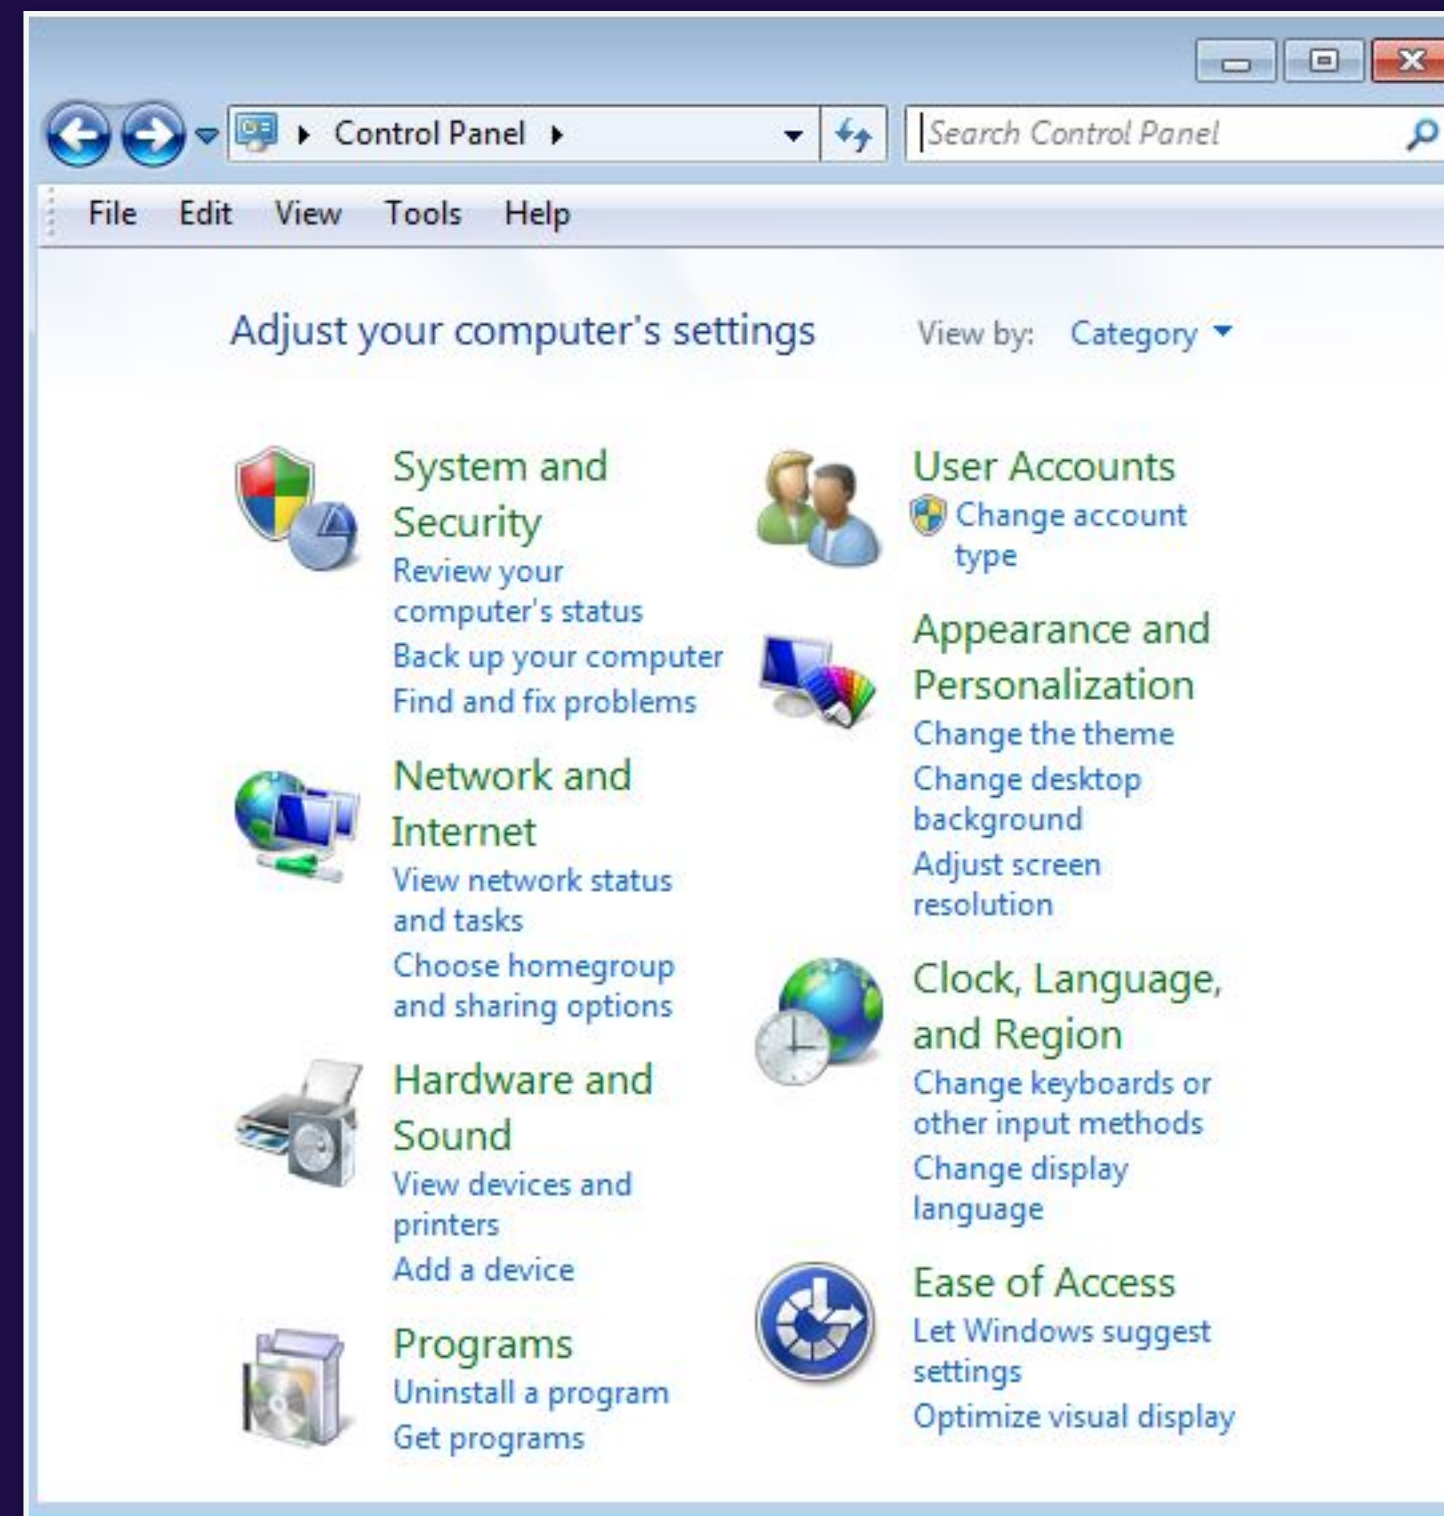 Control Panel
Search Control Panel
File Edit View Tools Help
Adjust your computer's settings
View by: Category
System and
Security
Review your
computer's status
Back up your computer
Find and fix problems
Network and
Internet
View network status
and tasks
Choose homegroup
and sharing options
Hardware and
Sound
View devices and
printers
Add a device
Programs
Uninstall a program
Get programs
User Accounts
Change account
type
Appearance and
Personalization
Change the theme
Change desktop
background
Adjust screen
resolution
Clock, Language,
and Region
Change keyboards or
other input methods
Change display
language
Ease of Access
Let Windows suggest
settings
Optimize visual display